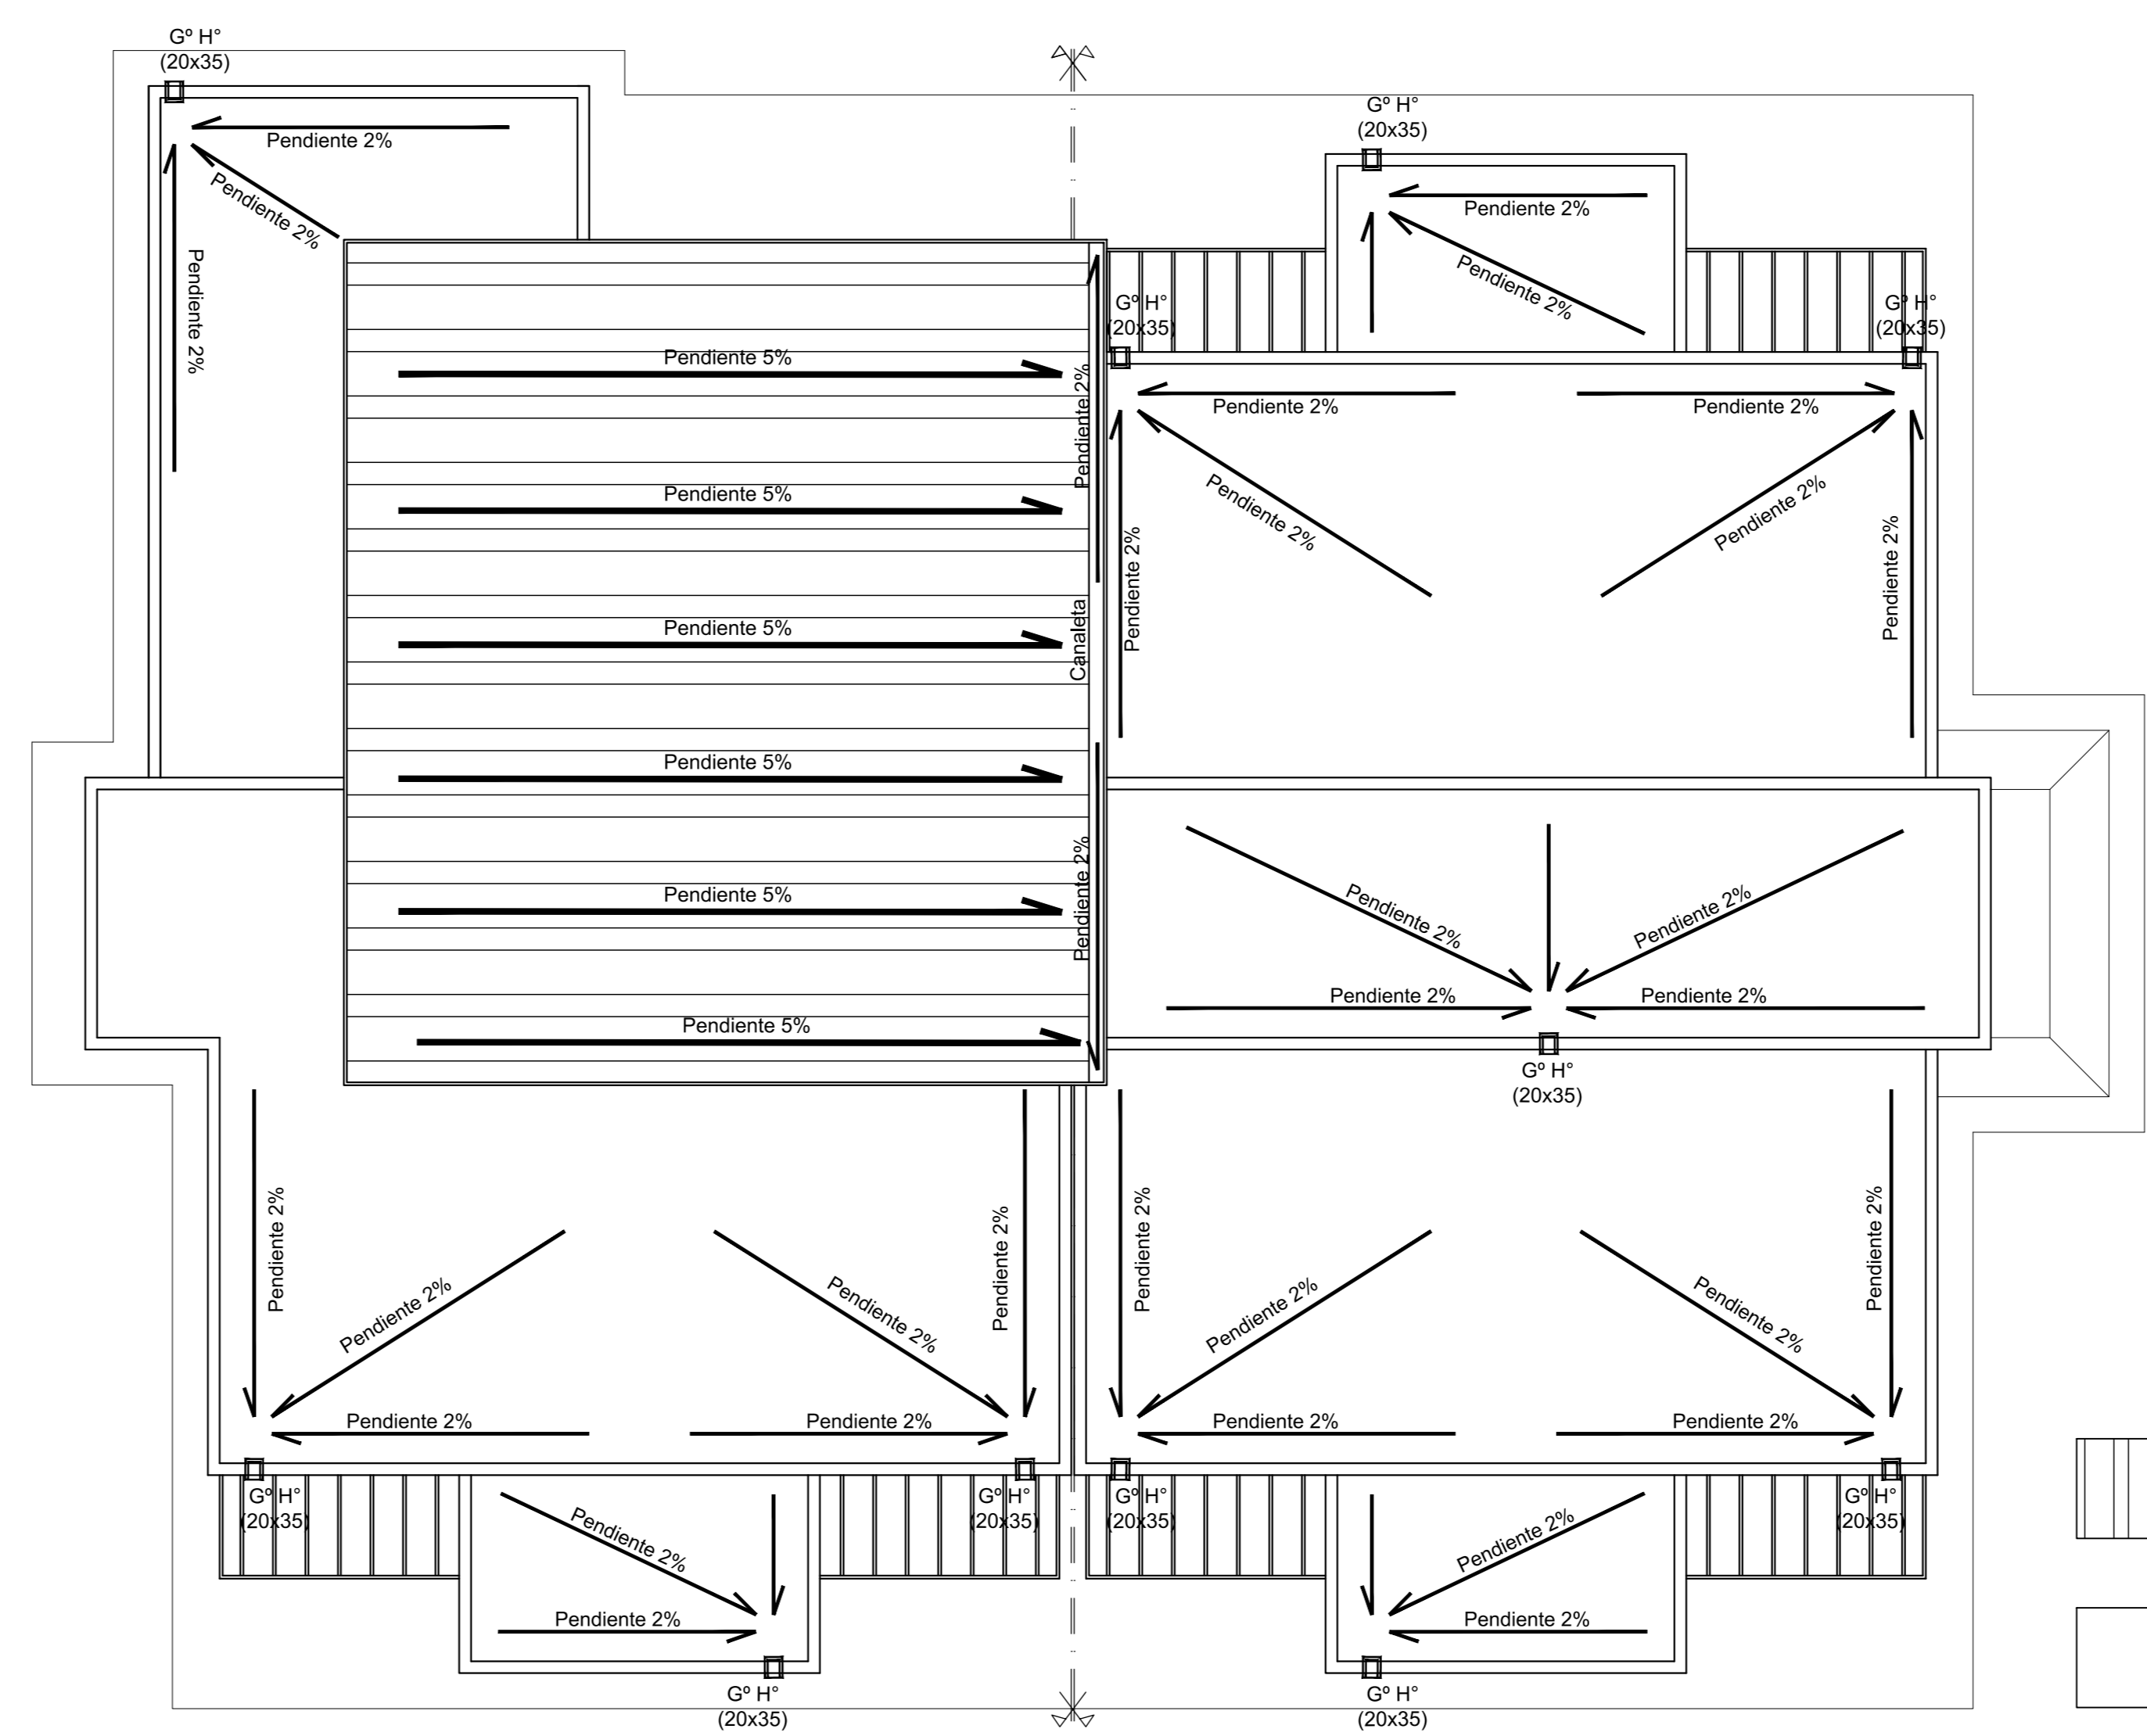 Gº H°
(20x35)
Gº H°
(20x35)
Pendiente 2%
Pendiente 2%
Pendiente 2%
Pendiente 2%
Pendiente 2%
Gº H°
(20x35)
Gº H°
(20x35)
Pendiente 5%
Pendiente 2%
Pendiente 2%
Pendiente 2%
Pendiente 5%
Pendiente 2%
Pendiente 2%
Pendiente 2%
Pendiente 2%
Pendiente 5%
Canaleta
Pendiente 5%
Pendiente 5%
Pendiente 2%
Pendiente 2%
Pendiente 2%
Pendiente 2%
Pendiente 2%
Pendiente 5%
Gº H°
(20x35)
Pendiente 2%
Pendiente 2%
Pendiente 2%
Pendiente 2%
Pendiente 2%
Pendiente 2%
Pendiente 2%
Pendiente 2%
Pendiente 2%
Pendiente 2%
Pendiente 2%
Pendiente 2%
Gº H°
(20x35)
Gº H°
(20x35)
Gº H°
(20x35)
Gº H°
(20x35)
Pendiente 2%
Pendiente 2%
Pendiente 2%
Pendiente 2%
Gº H°
(20x35)
Gº H°
(20x35)